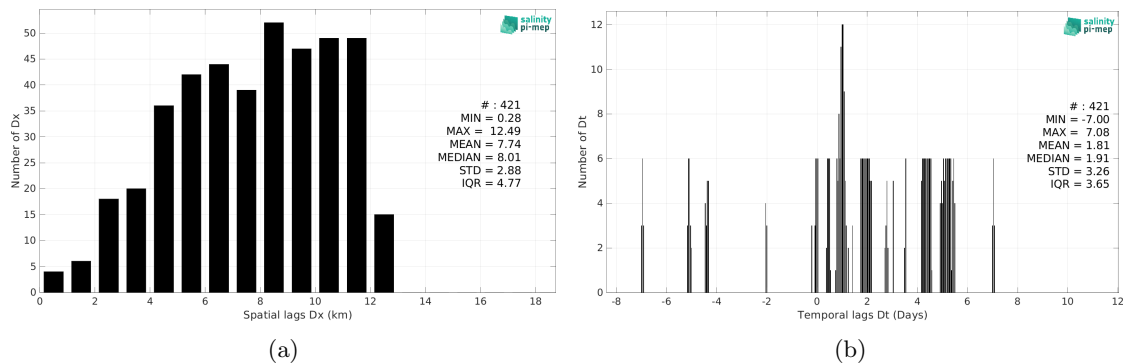 salinity
pi-mep
50
45
40
35
30
25
20
15
10
5
0
Number of Dx
# : 421
MIN = 0.28
MAX = 12.49
MEAN = 7.74
MEDIAN = 8.01
STD = 2.88
IQR = 4.77
0 2 4 6 8 10 12 14 16 18
Spatial lags Dx (km)
(a)
salinity
pi-mep
12
10
8
6
4
2
0
Number of Dt
# : 421
MIN = -7.00
MAX = 7.08
MEAN = 1.81
MEDIAN = 1.91
STD = 3.26
IQR = 3.65
-8 -6 -4 -2 0 2 4 6 8 10 12
Temporal lags Dt (Days)
(b)